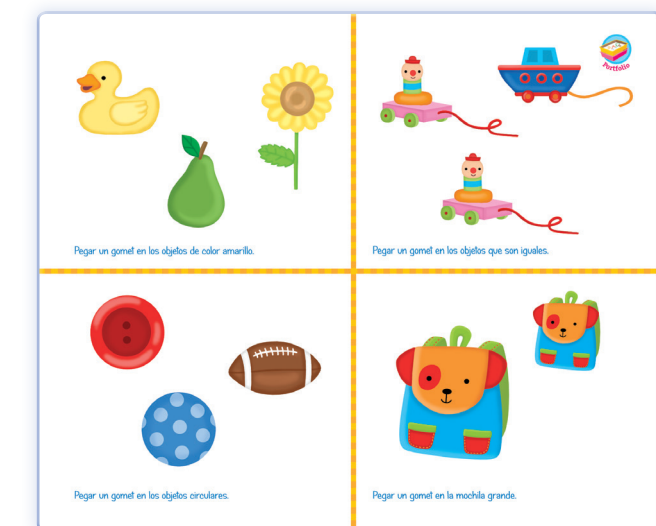 Portfolio
Pegar un gomet en los objetos de color amarillo.
Pegar un gomet en los objetos que son iguales.
Pegar un gomet en los objetos circulares.
Pegar un gomet en la mochila grande.